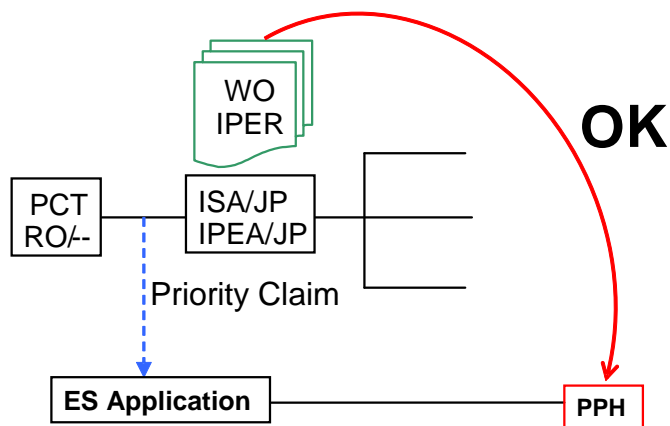 WO
IPER
OK
PCT
RO/--
ISA/JP
IPEA/JP
Priority Claim
ES Application
PPH